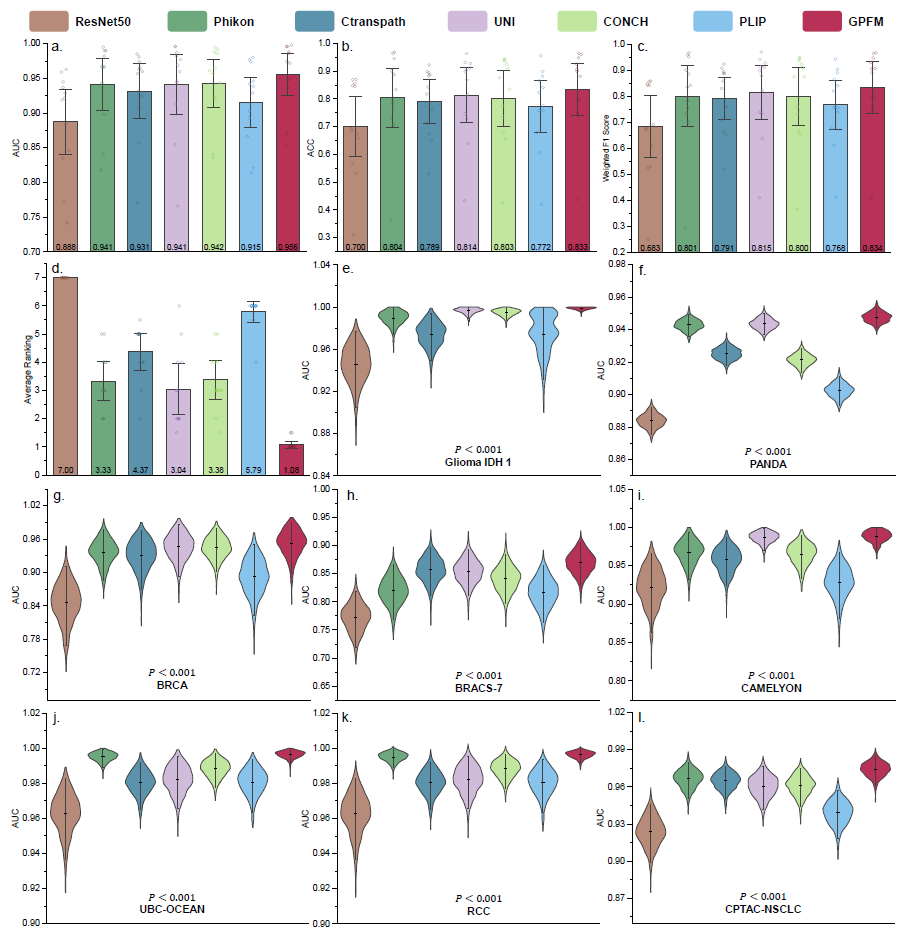 ResNet50 Phikon Ctranspath UNI CONCH PLIP GPFM
a. b. c.
1.00 0.95 0.90 0.85 0.80 0.75 0.70
AUC
0.888 0.941 0.931 0.941 0.942 0.915 0.956
1.0 0.9 0.8 0.7 0.6 0.5 0.4 0.3
ACC
0.700 0.804 0.789 0.814 0.803 0.772 0.833
1.0 0.9 0.8 0.7 0.6 0.5 0.4 0.3 0.2
Weighted F1 Score
0.683 0.801 0.791 0.815 0.800 0.768 0.834
d. e. f.
7 6 5 4 3 2 1 0
Average Ranking
7.00 3.33 4.37 3.04 3.38 5.79 1.08
1.04 1.00 0.96 0.92 0.88 0.84
AUC
P < 0.001
Glioma IDH 1
0.98 0.96 0.94 0.92 0.90 0.88 0.86
AUC
P < 0.001
PANDA
g. h. i.
1.02 0.96 0.90 0.84 0.78 0.72
AUC
P < 0.001
BRCA
1.00 0.95 0.90 0.85 0.80 0.75 0.70 0.65
AUC
P < 0.001
BRACS-7
1.05 1.00 0.95 0.90 0.85 0.80
AUC
P < 0.001
CAMELYON
j. k. l.
1.02 1.00 0.98 0.96 0.94 0.92 0.90
AUC
P < 0.001
UBC-OCEAN
1.02 1.00 0.98 0.96 0.94 0.92 0.90
AUC
P < 0.001
RCC
1.02 0.99 0.96 0.93 0.90 0.87
AUC
P < 0.001
CPTAC-NSCLC